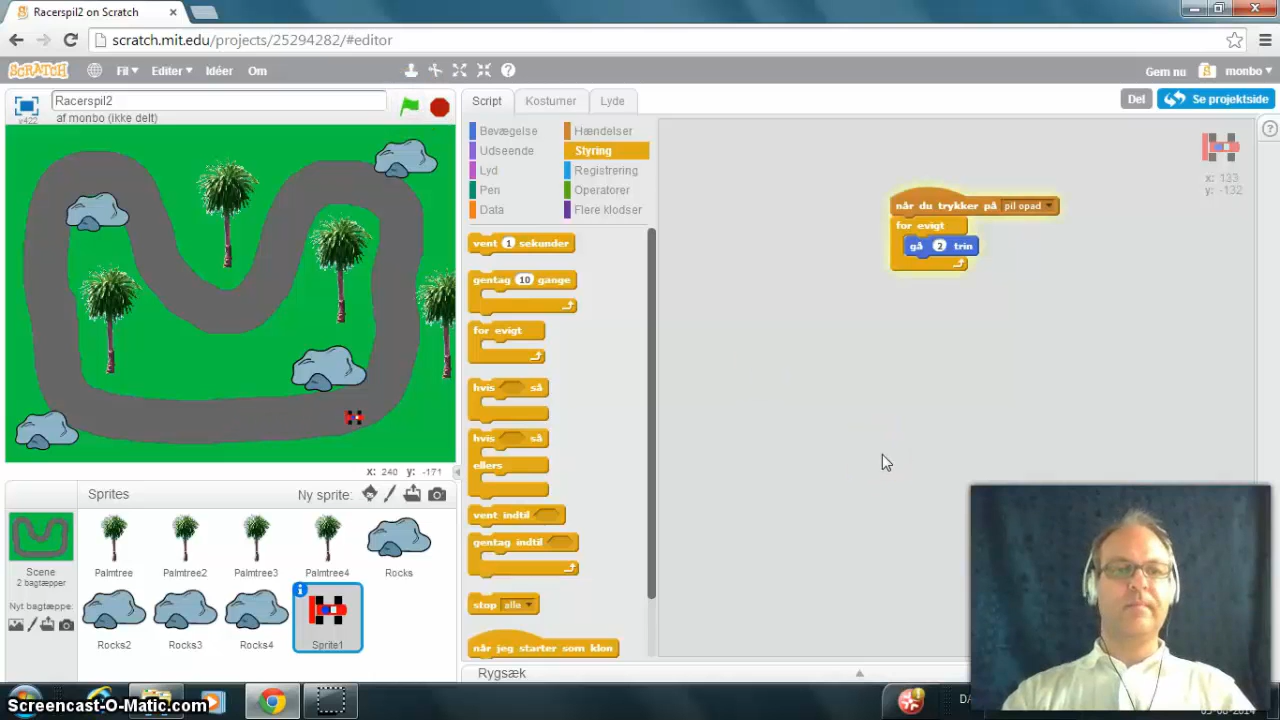 Racerspil2 on Scratch
scratch.mit.edu/projects/25294282/#editor
SCRATCH
Fil
Editer
Idéer
Om
Gem nu
monbo
Racerspil2
af monbo (ikke delt)
v422
Script
Kostumer
Lyde
Del
Se projektside
Bevægelse
Hændelser
Udseende
Styring
Lyd
Registrering
Pen
Operatorer
Data
Flere klodser
x: 133
y: -132
når du trykker på pil opad
for evigt
gå 2 trin
vent 1 sekunder
gentag 10 gange
for evigt
hvis så
hvis så
ellers
vent indtil
gentag indtil
stop alle
når jeg starter som klon
x: 240 y: -171
Sprites
Ny sprite:
Scene
2 bagtæpper
Nyt bagtæppe:
Palmtree
Palmtree2
Palmtree3
Palmtree4
Rocks
Rocks2
Rocks3
Rocks4
Sprite1
Rygsæk
DA
Screencast-O-Matic.com